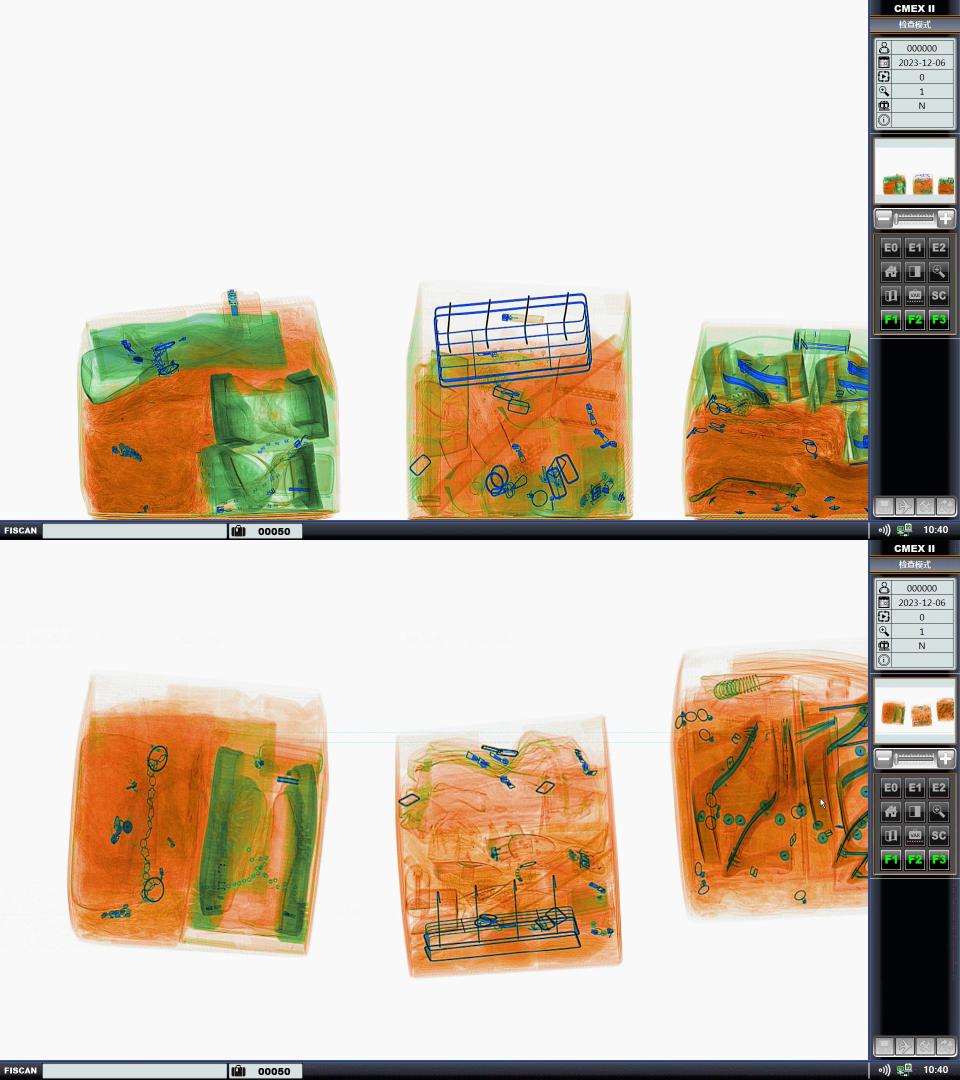 CMEX II
检查模式
000000
2023-12-06
0
1
N
E0 E1 E2
VAR SC
F1 F2 F3
FISCAN 00050 10:40
CMEX II
检查模式
000000
2023-12-06
0
1
N
E0 E1 E2
VAR SC
F1 F2 F3
FISCAN 00050 10:40